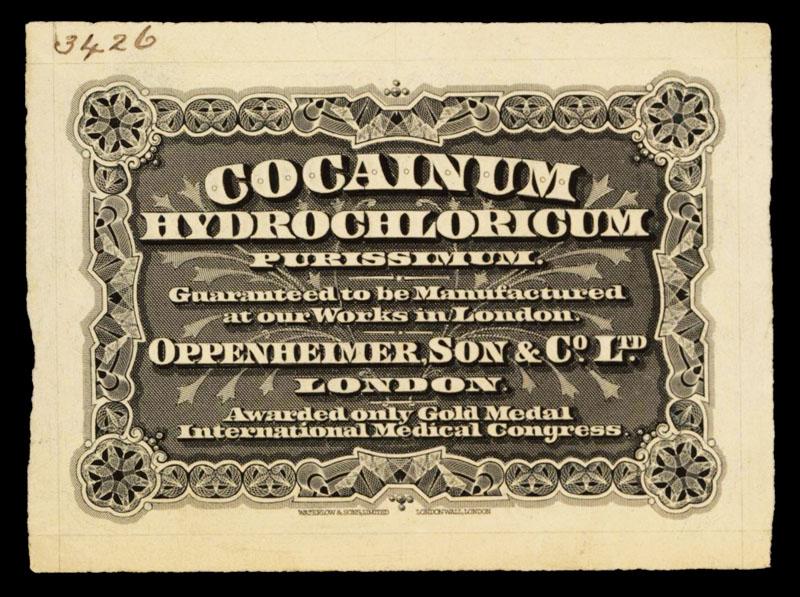 3426
COCAINUM
HYDROCHLORICUM
PURISSIMUM.
Guaranteed to be Manufactured
at our Works in London.
OPPENHEIMER, SON & CO. LTD.
LONDON.
Awarded only Gold Medal
International Medical Congress.
WATERLOW & SONS, LIMITED LONDON WALL, LONDON